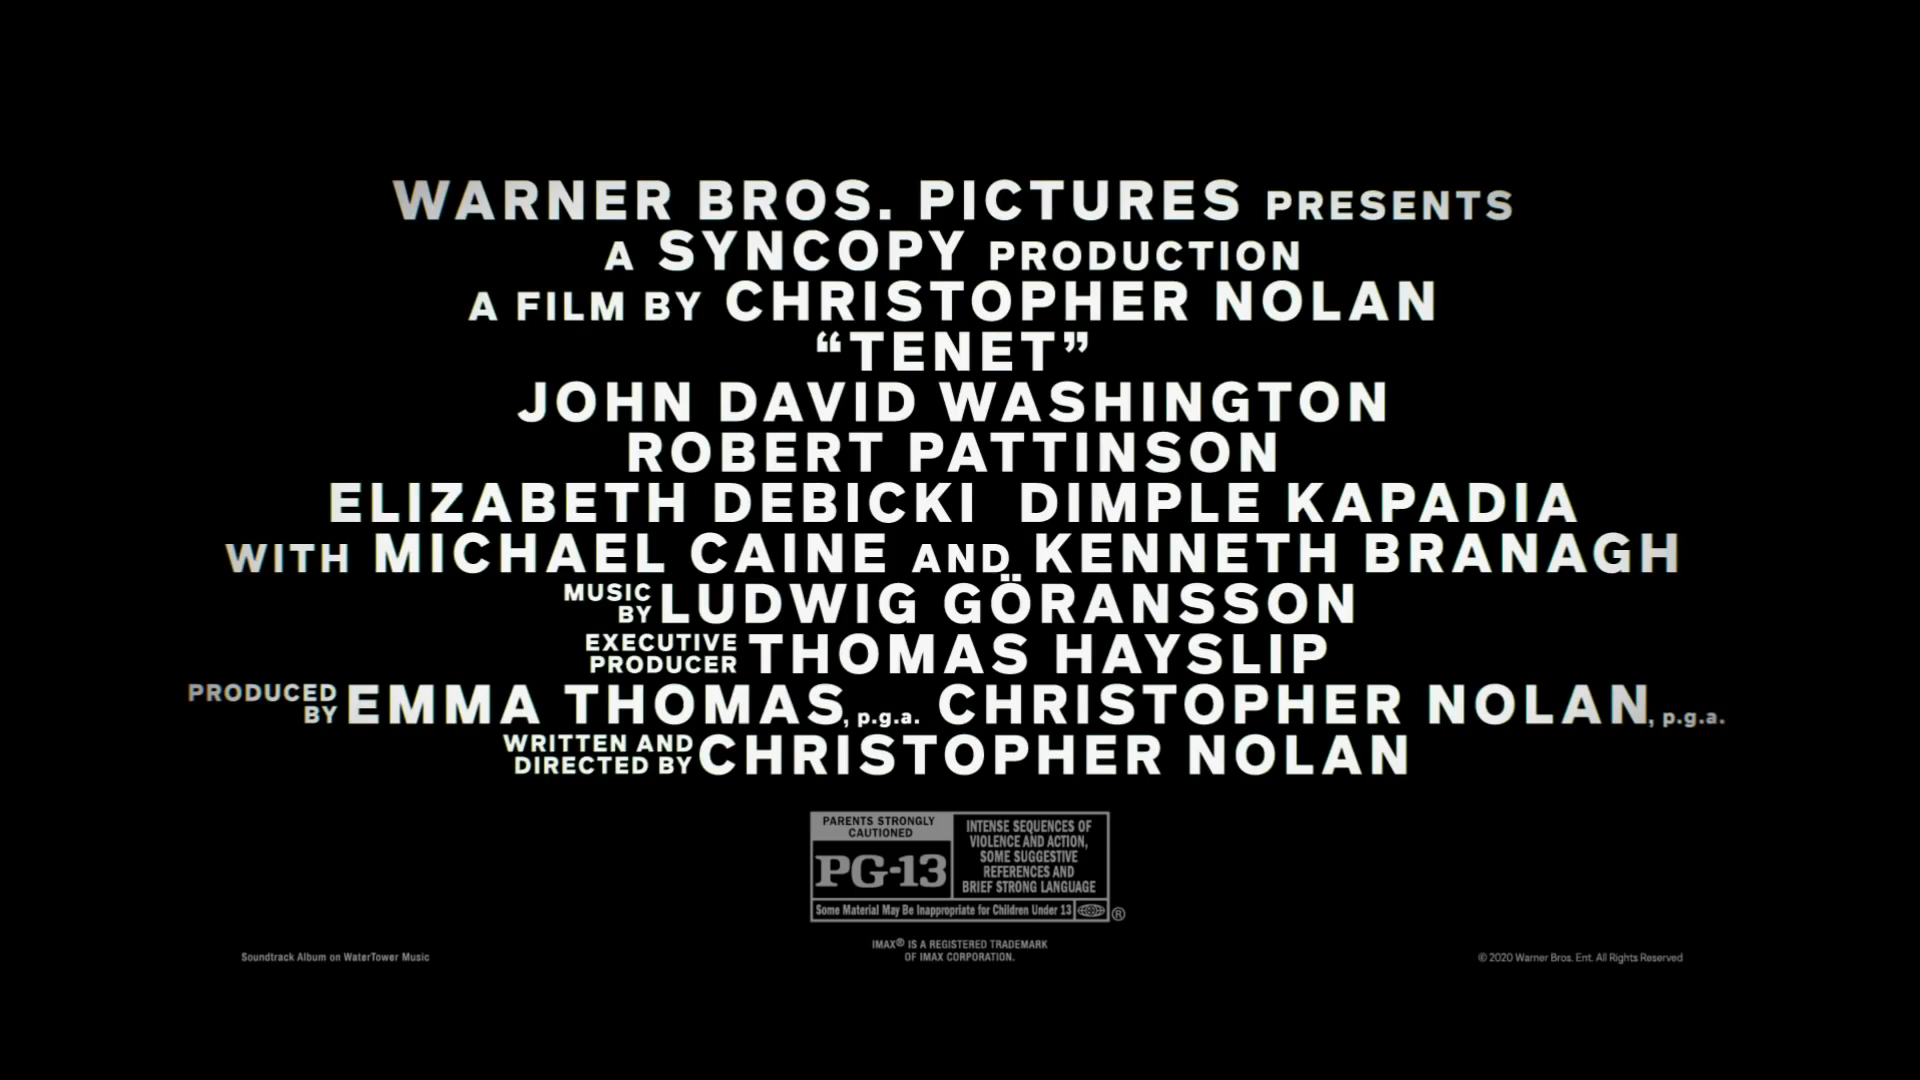 WARNER BROS. PICTURES PRESENTS
A SYNCOPY PRODUCTION
A FILM BY CHRISTOPHER NOLAN
“TENET”
JOHN DAVID WASHINGTON
ROBERT PATTINSON
ELIZABETH DEBICKI DIMPLE KAPADIA
WITH MICHAEL CAINE AND KENNETH BRANAGH
MUSIC BY LUDWIG GÖRANSSON
EXECUTIVE PRODUCER THOMAS HAYSLIP
PRODUCED BY EMMA THOMAS, p.g.a. CHRISTOPHER NOLAN, p.g.a.
WRITTEN AND DIRECTED BY CHRISTOPHER NOLAN
PARENTS STRONGLY
CAUTIONED
PG-13
INTENSE SEQUENCES OF
VIOLENCE AND ACTION,
SOME SUGGESTIVE
REFERENCES AND
BRIEF STRONG LANGUAGE
Some Material May Be Inappropriate for Children Under 13
®
IMAX® IS A REGISTERED TRADEMARK
OF IMAX CORPORATION.
Soundtrack Album on WaterTower Music
© 2020 Warner Bros. Ent. All Rights Reserved